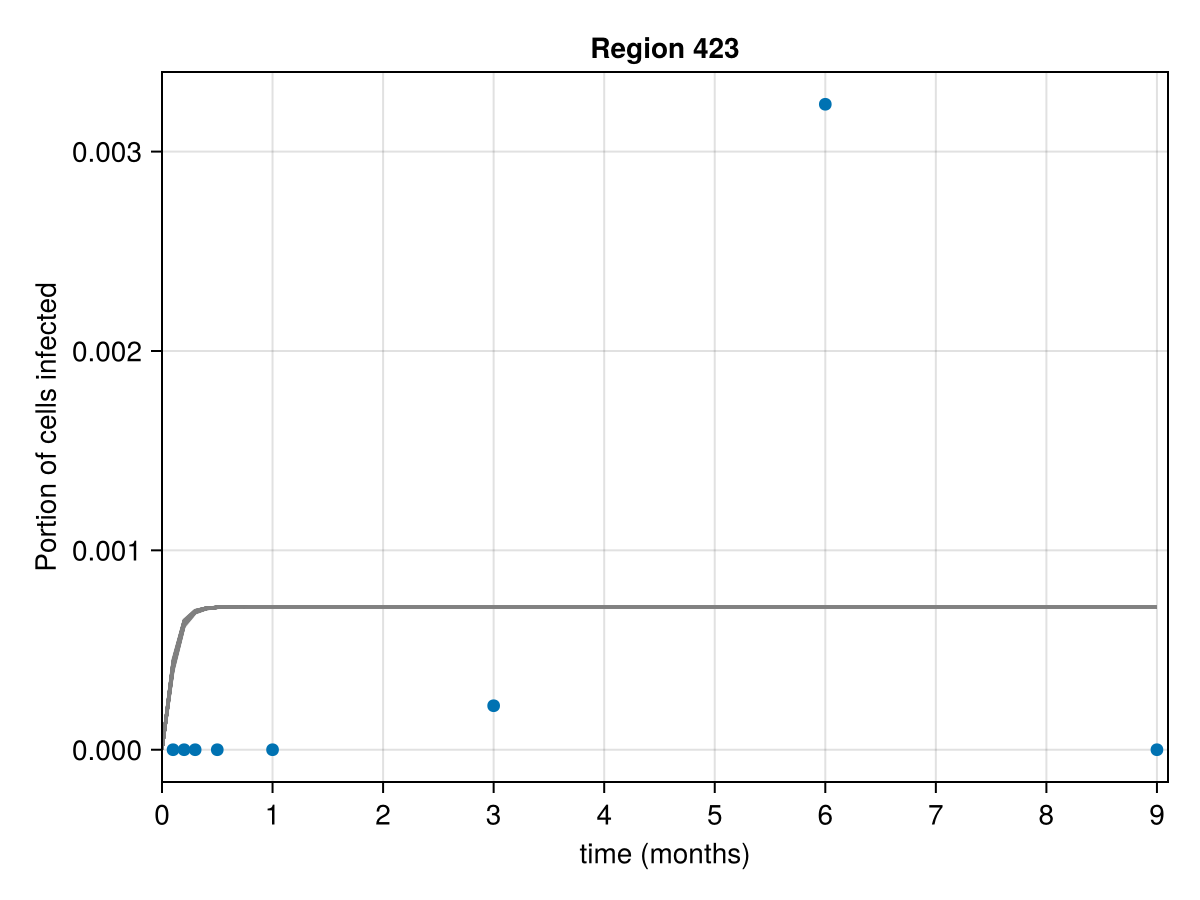 Region 423
Portion of cells infected
0.003
0.002
0.001
0.000
0 1 2 3 4 5 6 7 8 9
time (months)